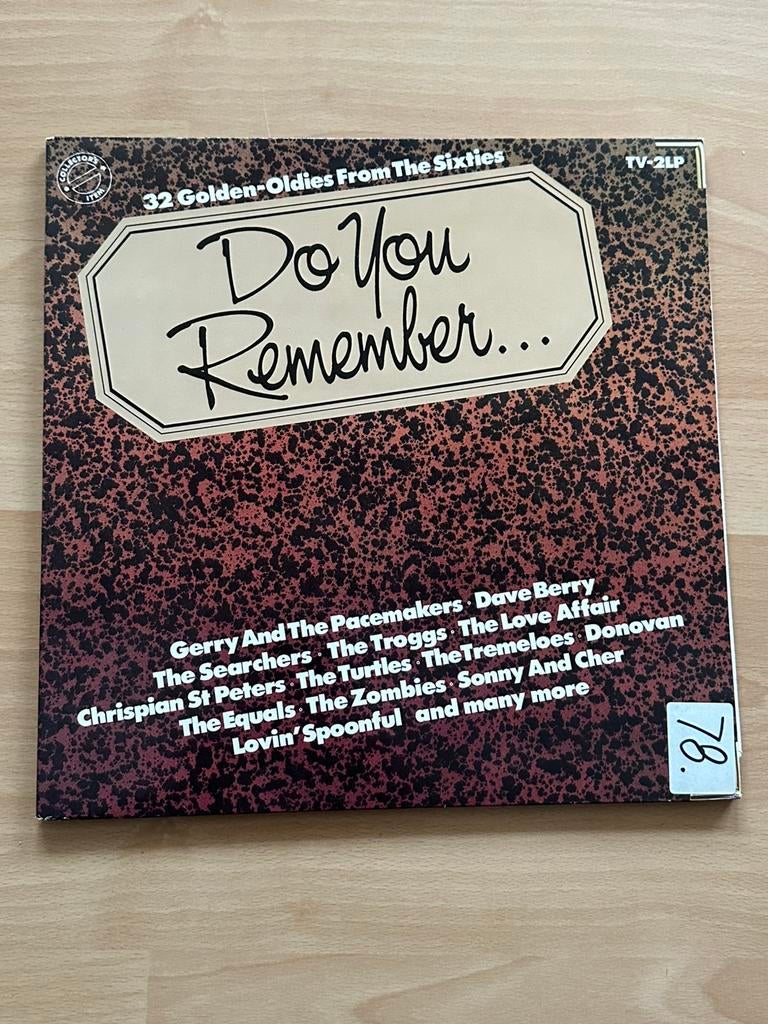 COLLECTOR'S ITEM
TV-2LP
32 Golden-Oldies From The Sixties
Do You
Remember...
Gerry And The Pacemakers · Dave Berry
The Searchers · The Troggs · The Love Affair
Chrispian St Peters · The Turtles · The Tremeloes · Donovan
The Equals · The Zombies · Sonny And Cher
Lovin' Spoonful and many more
78.